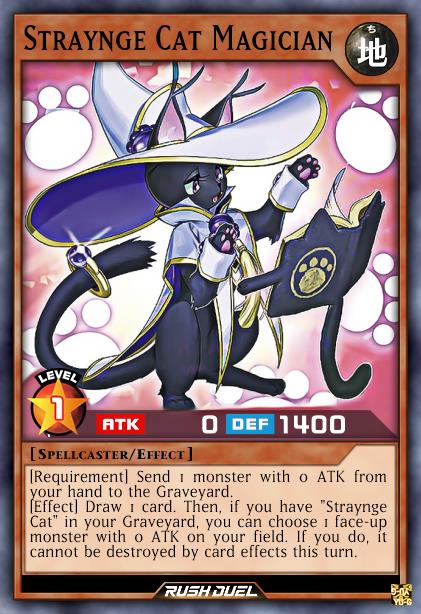 STRAYNGE CAT MAGICIAN
ち
地
LEVEL
1
ATK 0 DEF 1400
[SPELLCASTER/EFFECT]
[Requirement] Send 1 monster with 0 ATK from
your hand to the Graveyard.
[Effect] Draw 1 card. Then, if you have "Straynge
Cat" in your Graveyard, you can choose 1 face-up
monster with 0 ATK on your field. If you do, it
cannot be destroyed by card effects this turn.
RUSH DUEL